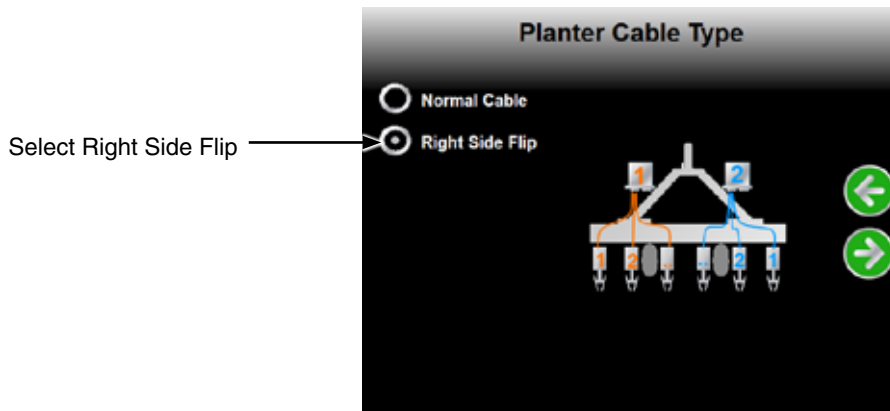 Planter Cable Type
Normal Cable
Select Right Side Flip
Right Side Flip
1 2
1 2 .. ... 2 1